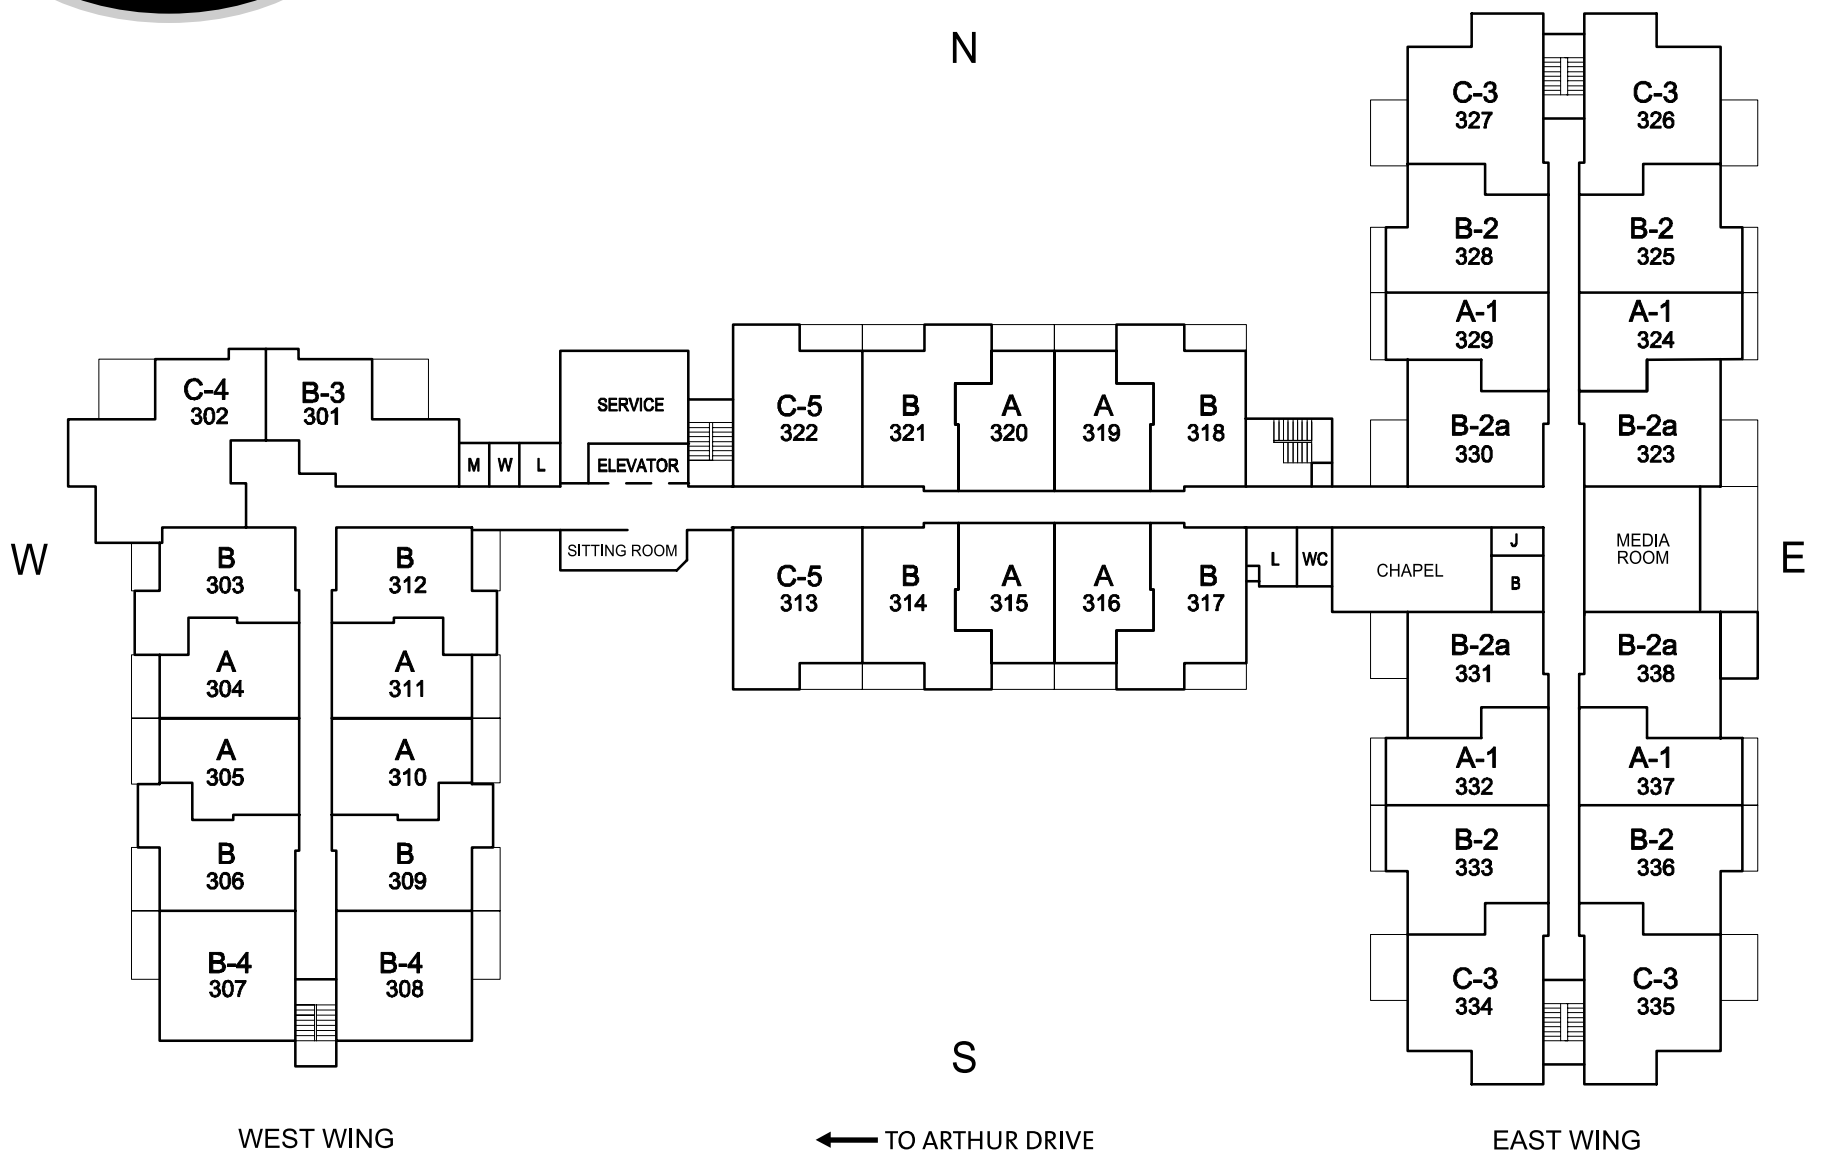 N
C-3
327
C-3
326
B-2
328
B-2
325
A-1
329
A-1
324
B-2a
330
B-2a
323
C-4
302
B-3
301
M
W
L
SERVICE
ELEVATOR
C-5
322
B
321
A
320
A
319
B
318
W
SITTING ROOM
L
WC
CHAPEL
J
B
MEDIA
ROOM
E
B
303
B
312
A
304
A
311
A
305
A
310
B
306
B
309
B-4
307
B-4
308
C-5
313
B
314
A
315
A
316
B
317
B-2a
331
B-2a
338
A-1
332
A-1
337
B-2
333
B-2
336
C-3
334
C-3
335
S
WEST WING
TO ARTHUR DRIVE
EAST WING